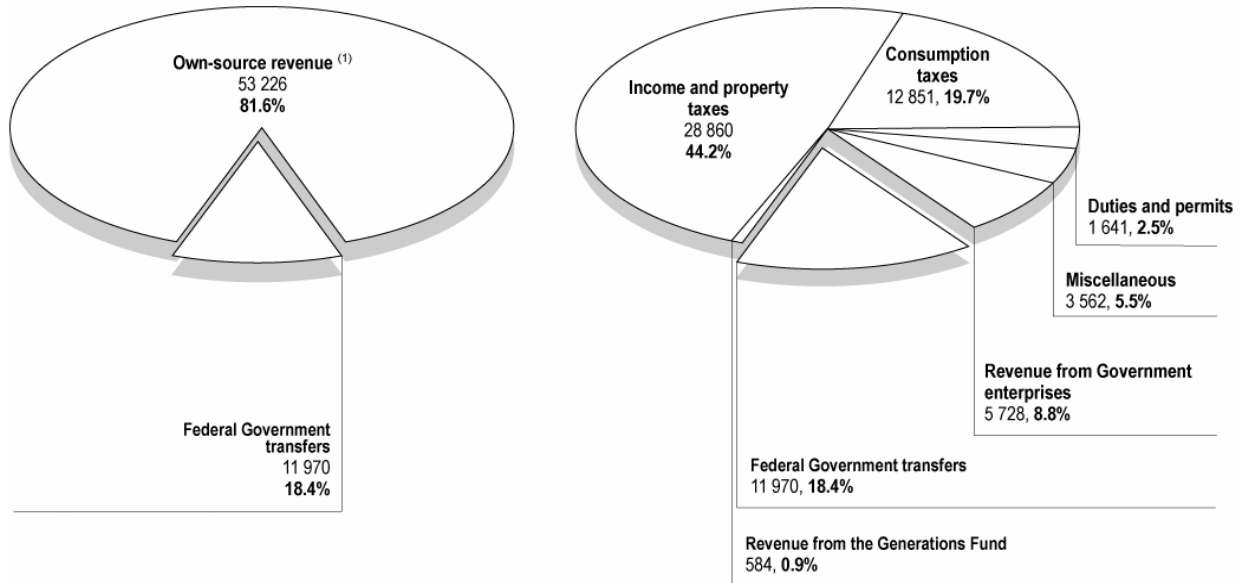 Own-source revenue (1)
53 226
81.6%
Federal Government
transfers
11 970
18.4%
Income and property
taxes
28 860
44.2%
Consumption
taxes
12 851, 19.7%
Duties and permits
1 641, 2.5%
Miscellaneous
3 562, 5.5%
Revenue from Government
enterprises
5 728, 8.8%
Federal Government transfers
11 970, 18.4%
Revenue from the Generations Fund
584, 0.9%